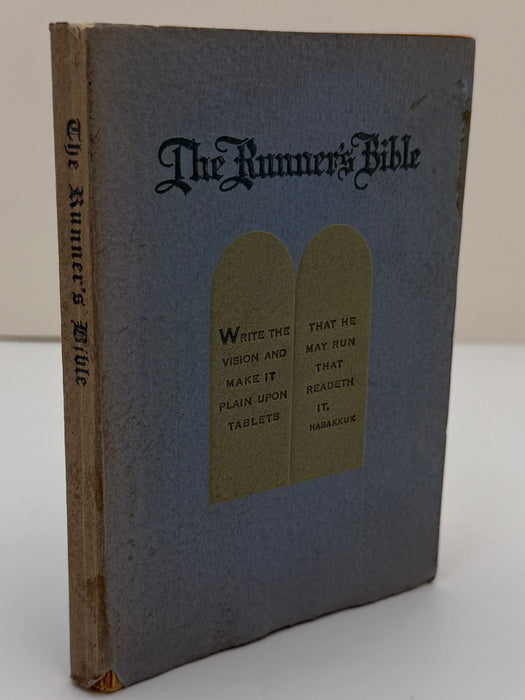 The Runner's Bible
The Runner's Bible
WRITE THE
VISION AND
MAKE IT
PLAIN UPON
TABLETS
THAT HE
MAY RUN
THAT
READETH
IT,
HABAKKUK